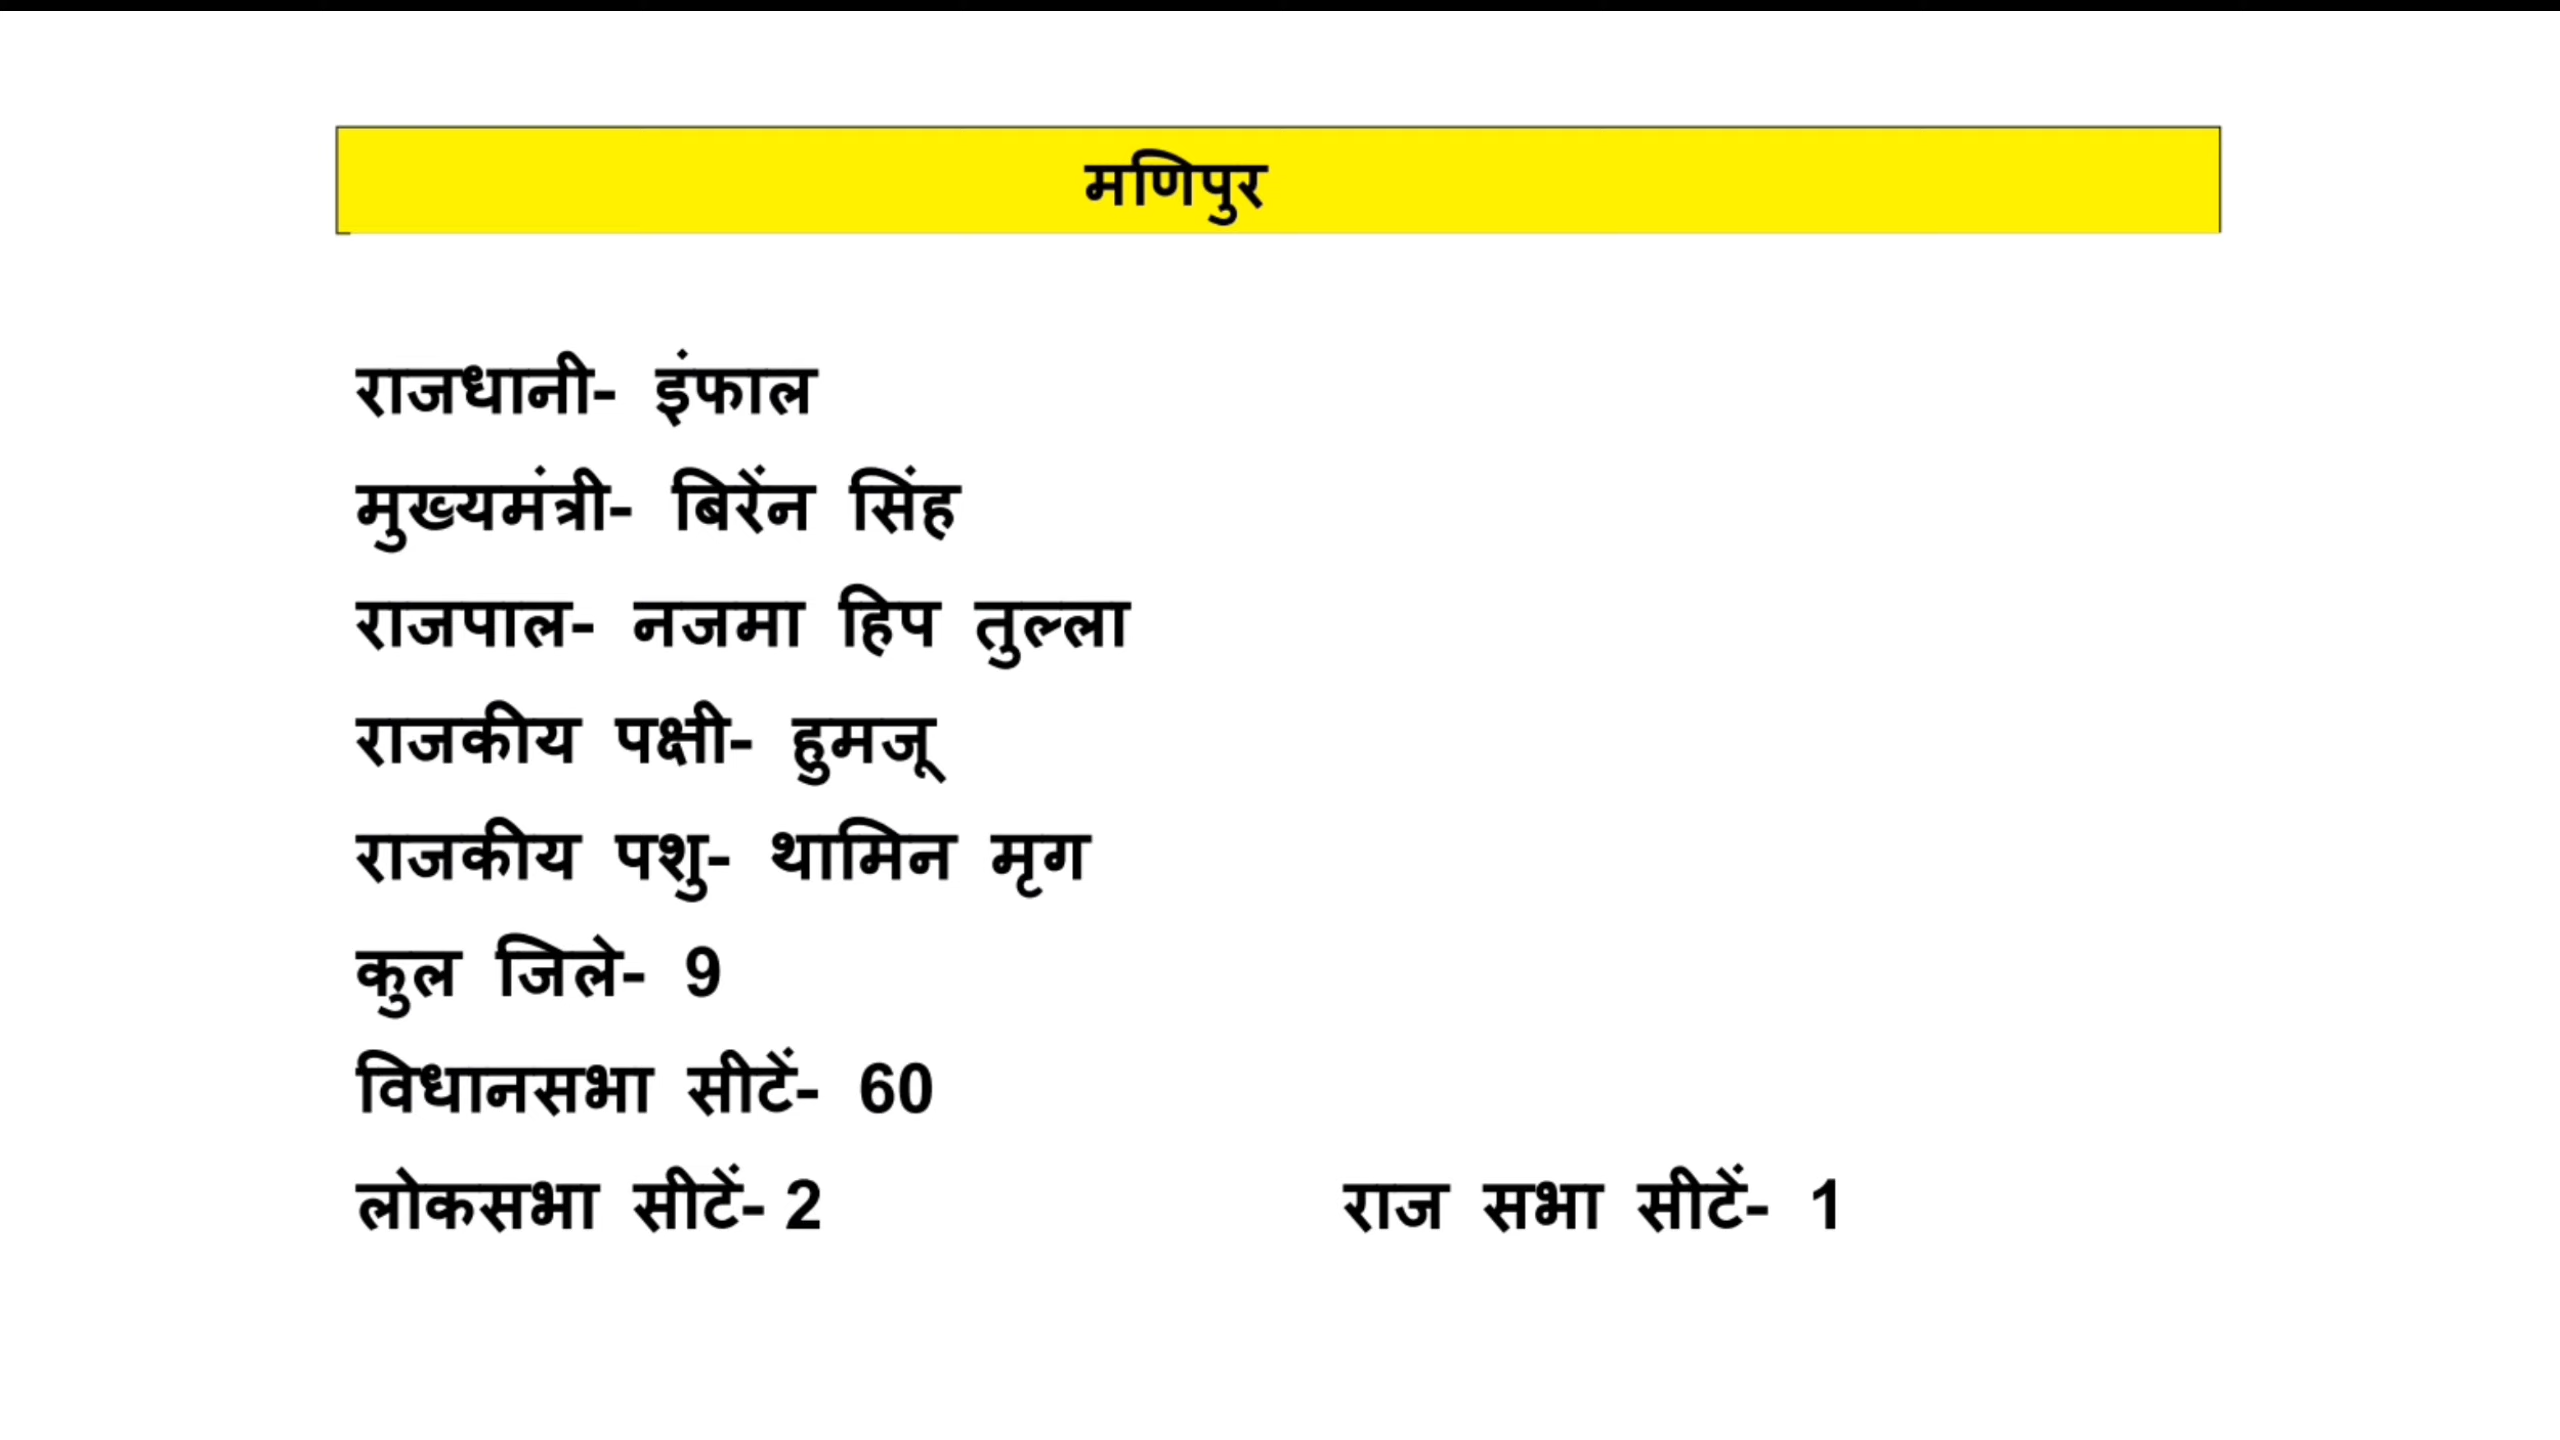 मणिपुर
राजधानी- इंफाल
मुख्यमंत्री- बिरेंन सिंह
राजपाल- नजमा हिप तुल्ला
राजकीय पक्षी- हुमजू
राजकीय पशु- थामिन मृग
कुल जिले- 9
विधानसभा सीटें- 60
लोकसभा सीटें- 2 राज सभा सीटें- 1